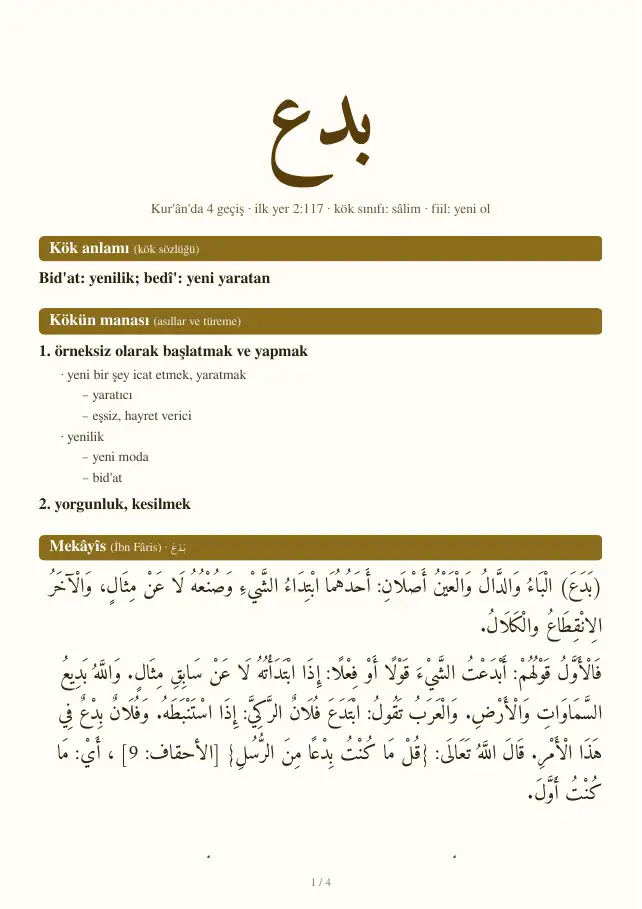 بدع
Kur'ân'da 4 geçiş · ilk yer 2:117 · kök sınıfı: sâlim · fiil: yeni ol
Kök anlamı (kök sözlüğü)
Bid'at: yenilik; bedî': yeni yaratan
Kökün manası (asıllar ve türeme)
1. örneksiz olarak başlatmak ve yapmak
· yeni bir şey icat etmek, yaratmak
– yaratıcı
– eşsiz, hayret verici
· yenilik
– yeni moda
– bid'at
2. yorgunluk, kesilmek
Mekâyîs (İbn Fâris) · بَدَعَ
(بَدَعَ) الْبَاءُ وَالدَّالُ وَالْعَيْنُ أَصْلَانِ: أَحَدُهُمَا ابْتِدَاءُ الشَّيْءِ وَصُنْعُهُ لَا عَنْ مِثَالٍ، وَالْآخَرُ
الِانْقِطَاعُ والْكَلَالُ.
فَالْأَوَّلُ قَوْلُهُمْ: أَبْدَعْتُ الشَّيْءَ قَوْلًا أَوْ فِعْلًا: إِذَا ابْتَدَأْتُهُ لَا عَنْ سَابِقِ مِثَالٍ. وَاللَّهُ بَدِيعُ
السَّمَاوَاتِ وَالْأَرْضِ. وَالْعَرَبُ تَقُولُ: ابْتَدَعَ فُلَانٌ الرَّكِيَّ: إِذَا اسْتَنْبَطَهُ. وَفُلَانٌ بِدْعٌ فِي
هَذَا الْأَمْرِ. قَالَ اللَّهُ تَعَالَى: {قُلْ مَا كُنْتُ بِدْعًا مِنَ الرُّسُلِ} [الأحقاف: 9] ، أَيْ: مَا
كُنْتُ أَوَّلَ.
1 / 4